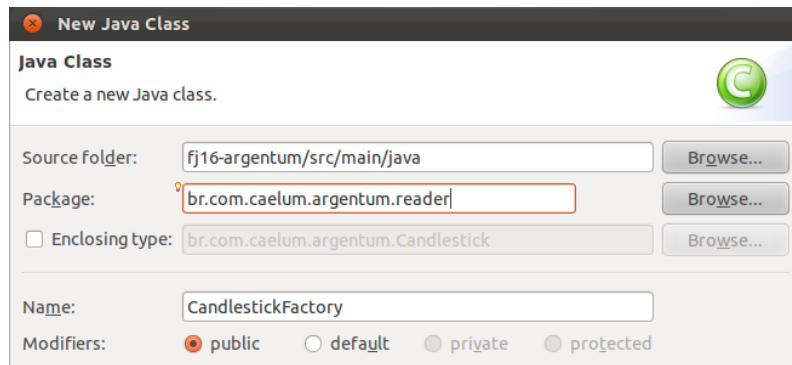 New Java Class
Java Class
Create a new Java class.
C
Source folder: fj16-argentum/src/main/java Browse...
Package: br.com.caelum.argentum.reader Browse...
Enclosing type: br.com.caelum.argentum.Candlestick Browse...
Name: CandlestickFactory
Modifiers: public default private protected